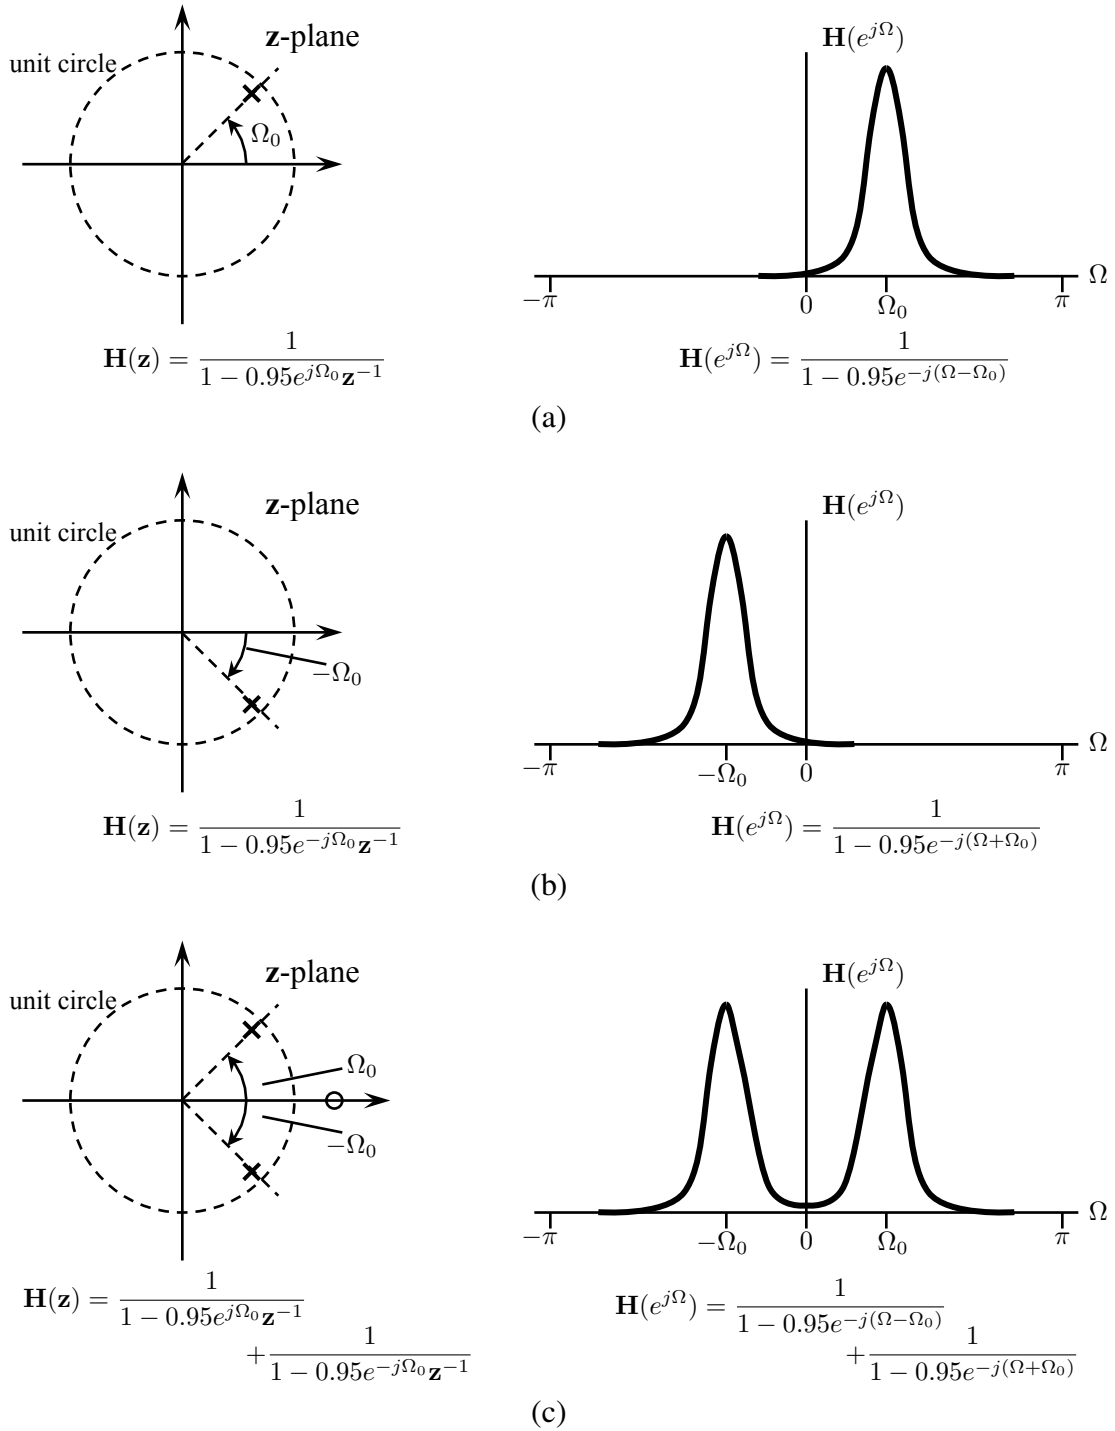 z-plane
unit circle
Ω₀
H(z) = 1 / (1 − 0.95e^{jΩ₀}z⁻¹)
H(e^{jΩ})
−π 0 Ω₀ π Ω
H(e^{jΩ}) = 1 / (1 − 0.95e^{−j(Ω−Ω₀)})
(a)
z-plane
unit circle
−Ω₀
H(z) = 1 / (1 − 0.95e^{−jΩ₀}z⁻¹)
H(e^{jΩ})
−π −Ω₀ 0 π Ω
H(e^{jΩ}) = 1 / (1 − 0.95e^{−j(Ω+Ω₀)})
(b)
z-plane
unit circle
Ω₀
−Ω₀
H(z) = 1 / (1 − 0.95e^{jΩ₀}z⁻¹)
+ 1 / (1 − 0.95e^{−jΩ₀}z⁻¹)
H(e^{jΩ})
−π −Ω₀ 0 Ω₀ π Ω
H(e^{jΩ}) = 1 / (1 − 0.95e^{−j(Ω−Ω₀)})
+ 1 / (1 − 0.95e^{−j(Ω+Ω₀)})
(c)